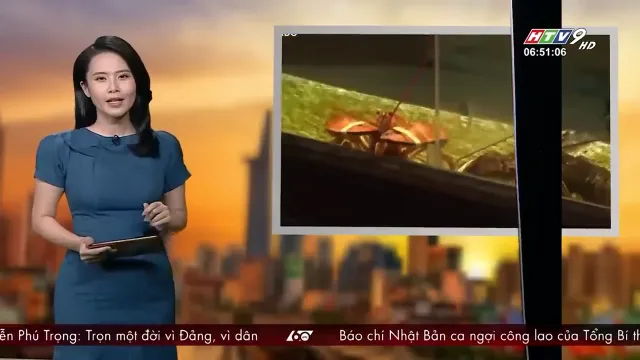 HTV9 HD
06:51:06
ễn Phú Trọng: Trọn một đời vì Đảng, vì dân 60 Báo chí Nhật Bản ca ngợi công lao của Tổng Bí th